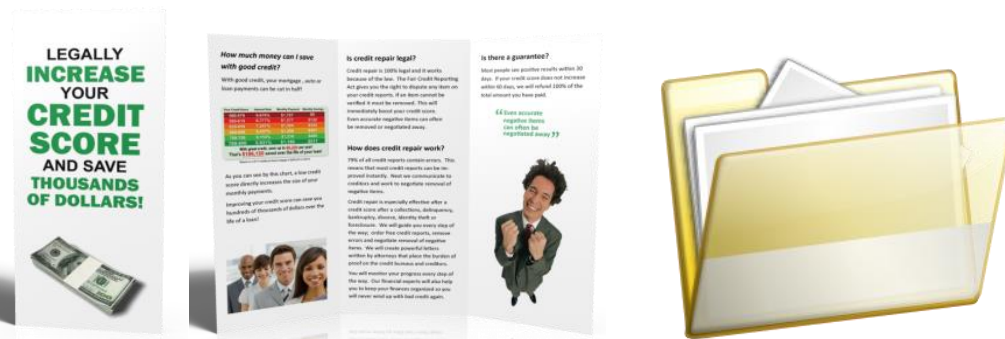 LEGALLY
INCREASE
YOUR
CREDIT
SCORE
AND SAVE
THOUSANDS
OF DOLLARS!
How much money can I save
with good credit?
With good credit, your mortgage , auto or
loan payments can be cut in half!
As you can see by this chart, a low credit
score directly increases the size of your
monthly payments.
Improving your credit score can save you
hundreds of thousands of dollars over the
life of a loan!
Is credit repair legal?
Credit repair is 100% legal and it works
because of the law. The Fair Credit Reporting
Act gives you the right to dispute any item on
your credit reports. If an item cannot be
verified it must be removed. This will
immediately boost your credit score.
Even accurate negative items can often
be removed or negotiated away.
How does credit repair work?
79% of all credit reports contain errors. This
means that most credit reports can be im-
proved instantly. Next we communicate to
creditors and work to negotiate removal of
negative items.
Credit repair is especially effective after a
credit score after a collections, delinquency,
bankruptcy, divorce, identity theft or
foreclosure. We will guide you every step of
the way; order free credit reports, remove
errors and negotiate removal of negative
items. We will create powerful letters
written by attorneys that place the burden of
proof on the credit bureaus and creditors.
You will monitor your progress every step of
the way. Our financial experts will also help
you to keep your finances organized so you
will never wind up with bad credit again.
Is there a guarantee?
Most people see positive results within 30
days. If your credit score does not increase
within 60 days, we will refund 100% of the
total amount you have paid.
“Even accurate
negative items
can often be
negotiated away”